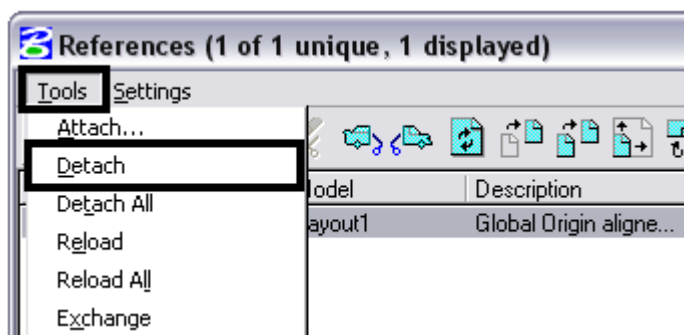 References (1 of 1 unique, 1 displayed)
Tools Settings
Attach...
Detach
odel Description
Detach All
ayout1 Global Origin aligne...
Reload
Reload All
Exchange